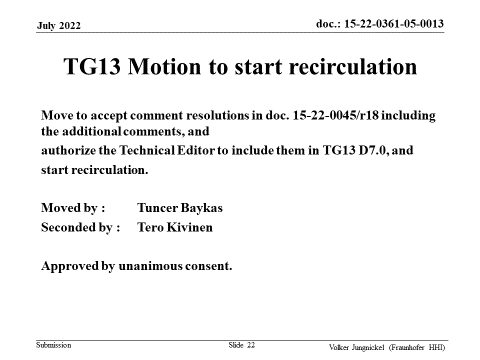 July 2022 doc.: 15-22-0361-05-0013
TG13 Motion to start recirculation
Move to accept comment resolutions in doc. 15-22-0045/r18 including
the additional comments, and
authorize the Technical Editor to include them in TG13 D7.0, and
start recirculation.
Moved by : Tuncer Baykas
Seconded by : Tero Kivinen
Approved by unanimous consent.
Submission Slide 22 Volker Jungnickel (Fraunhofer HHI)